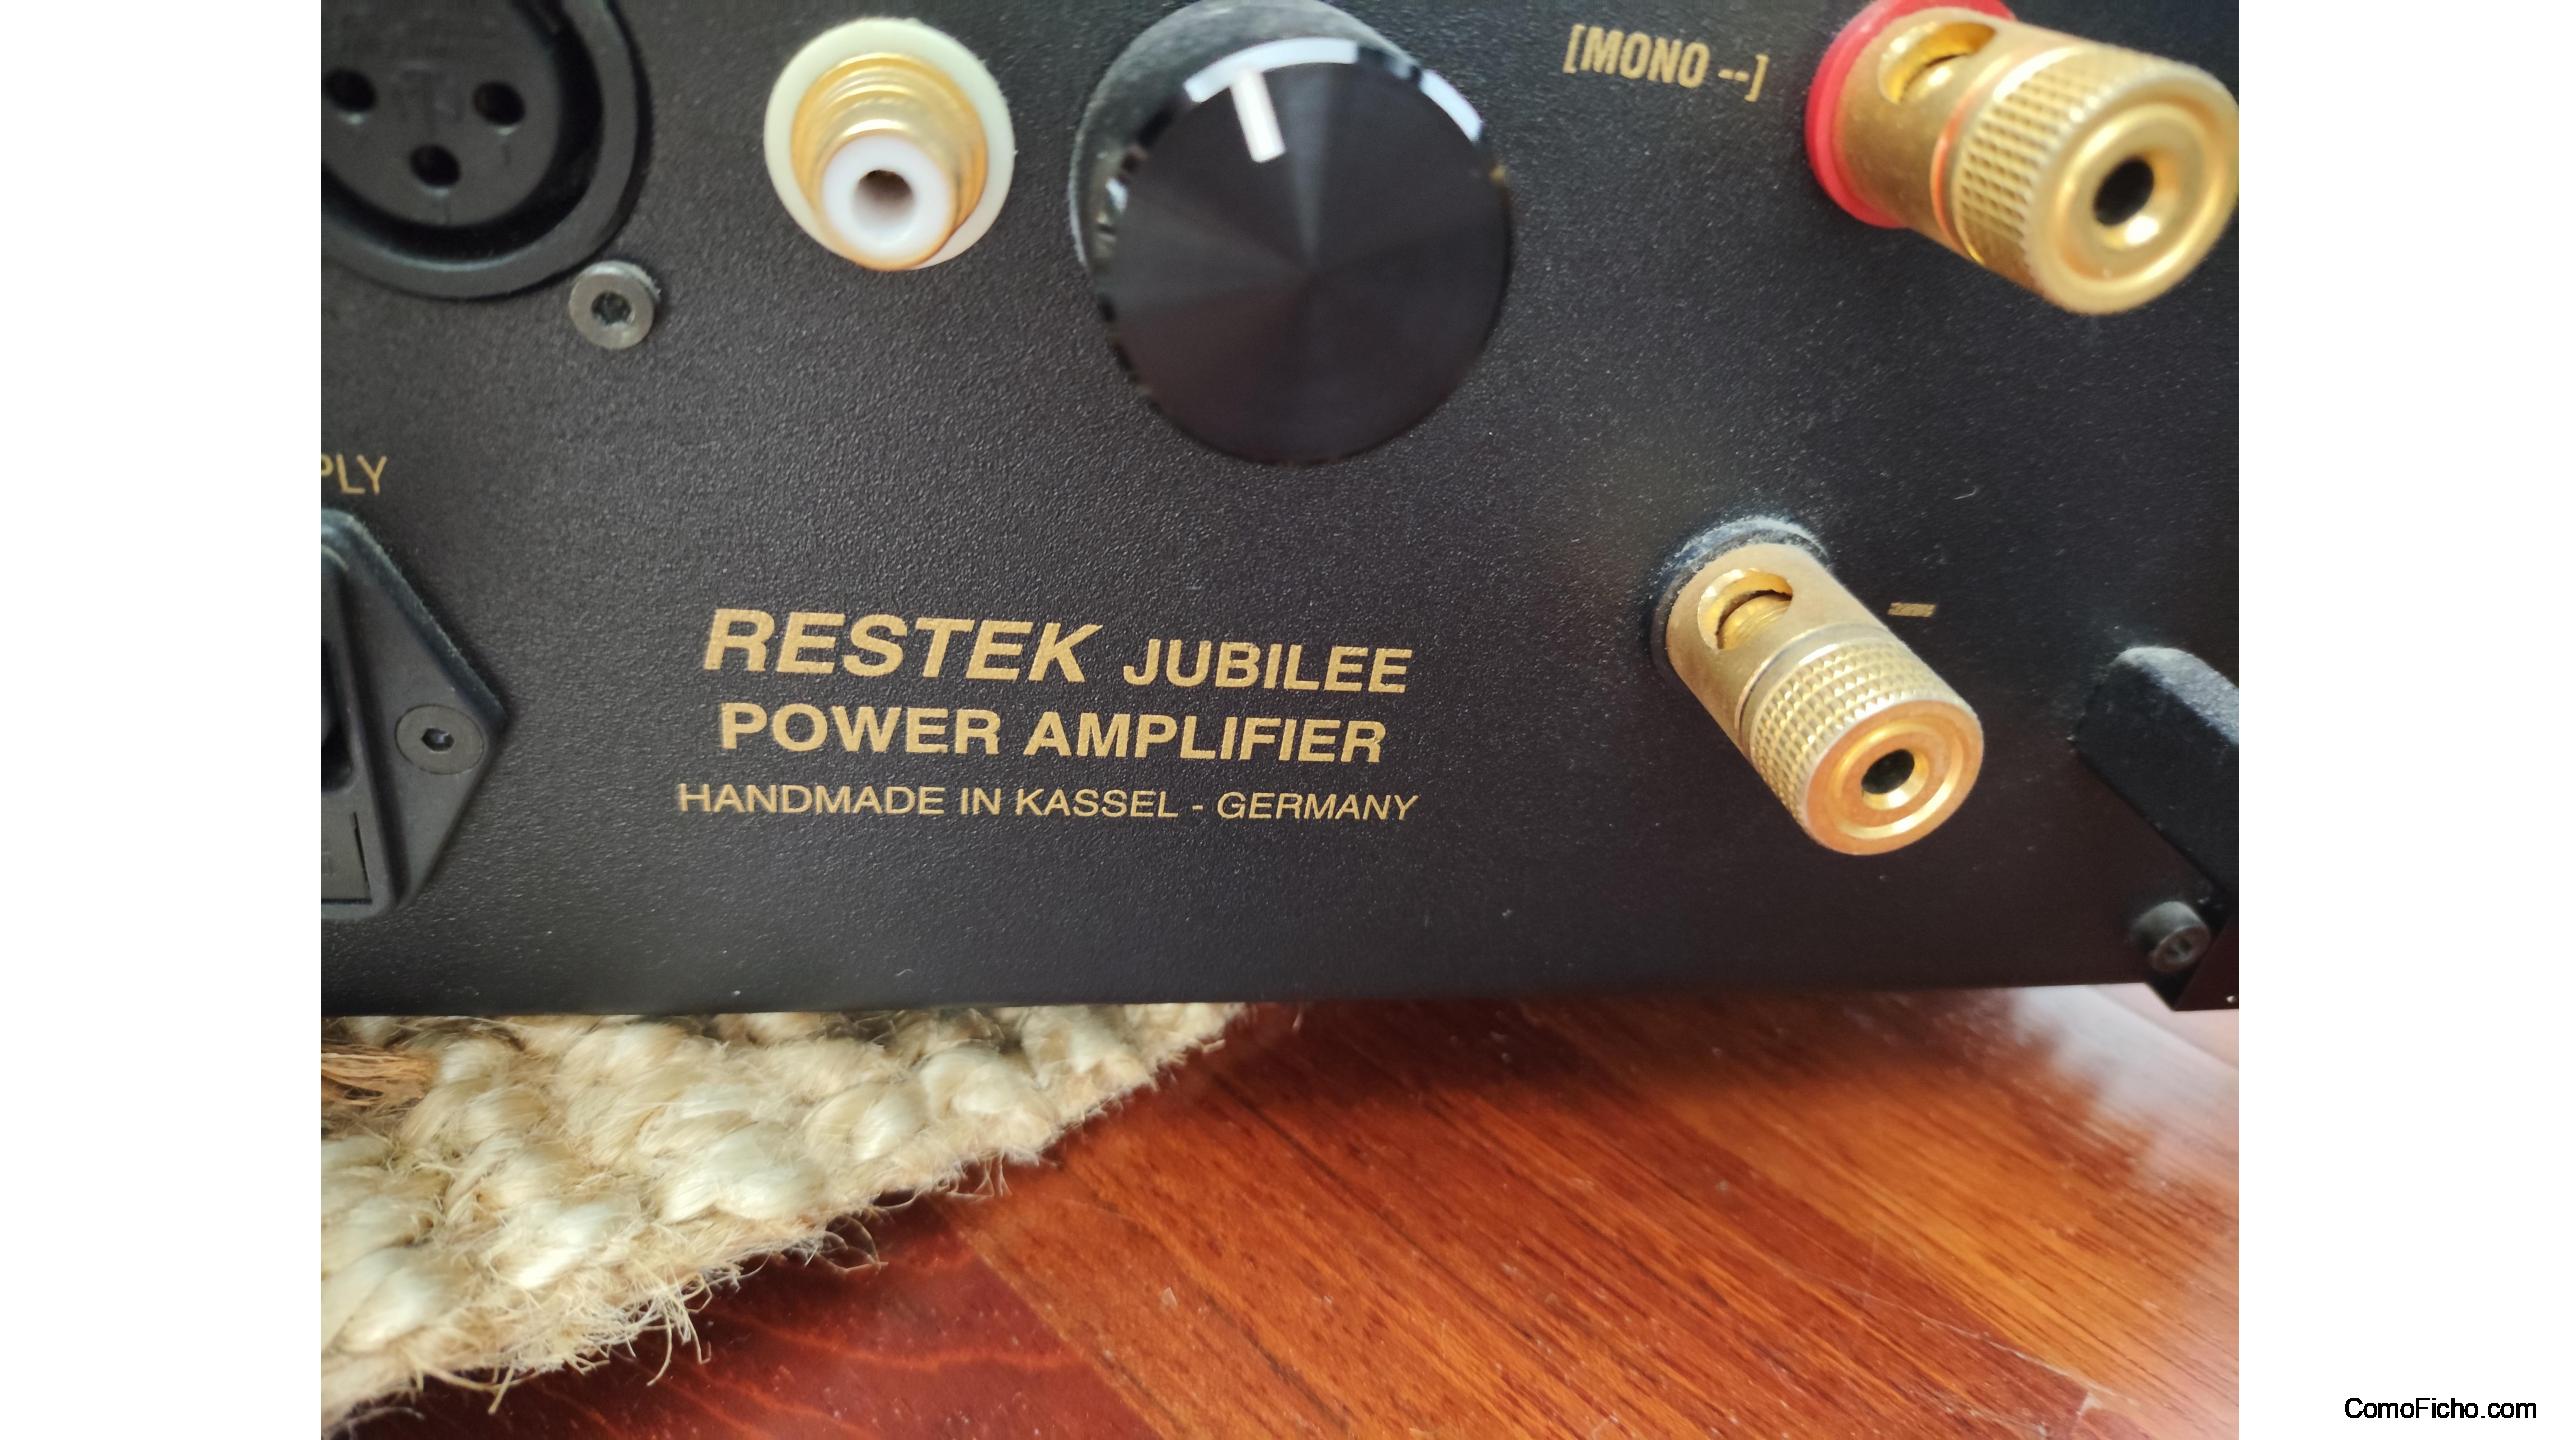 [MONO --]
PLY
RESTEK JUBILEE
POWER AMPLIFIER
HANDMADE IN KASSEL - GERMANY
–
ComoFicho.com